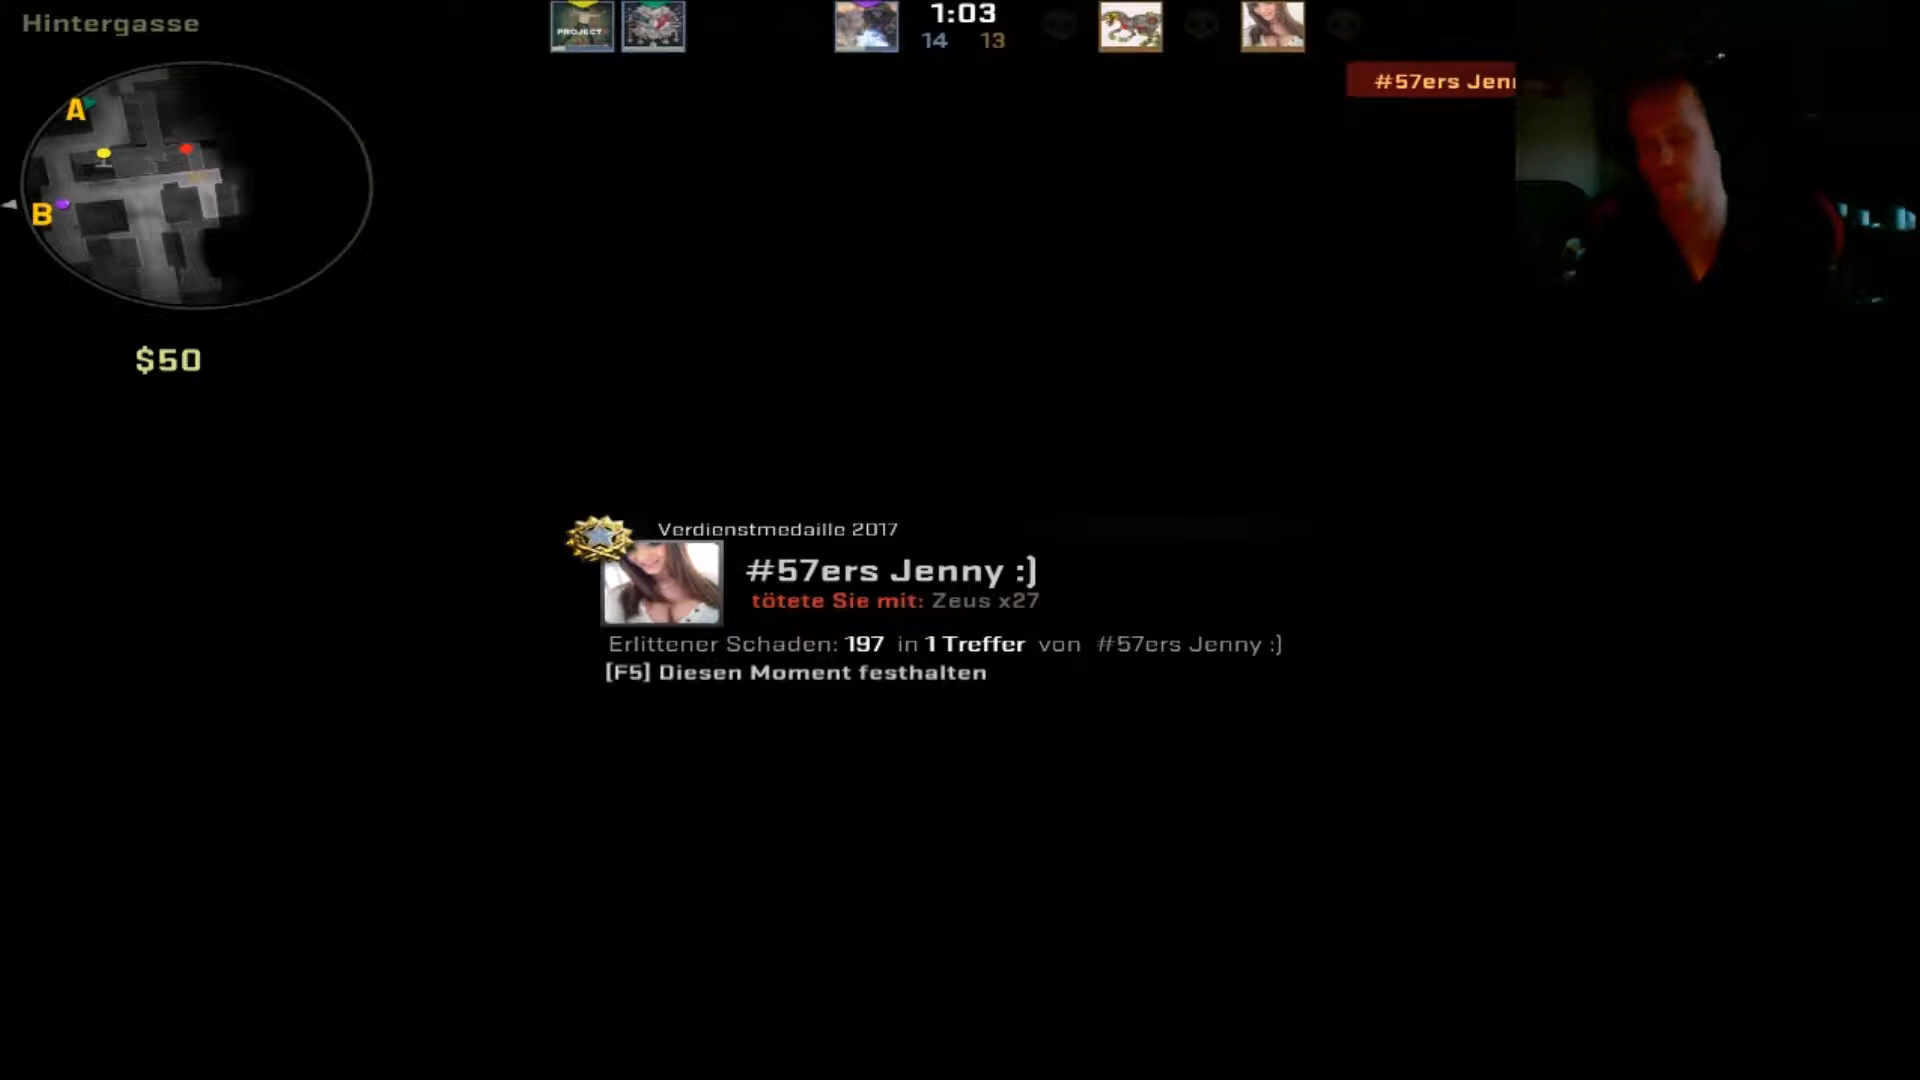 Hintergasse
PROJECT
1:03
14 13
#57ers Jen
A
B
$50
Verdienstmedaille 2017
#57ers Jenny :)
tötete Sie mit: Zeus x27
Erlittener Schaden: 197 in 1 Treffer von #57ers Jenny :)
[F5] Diesen Moment festhalten